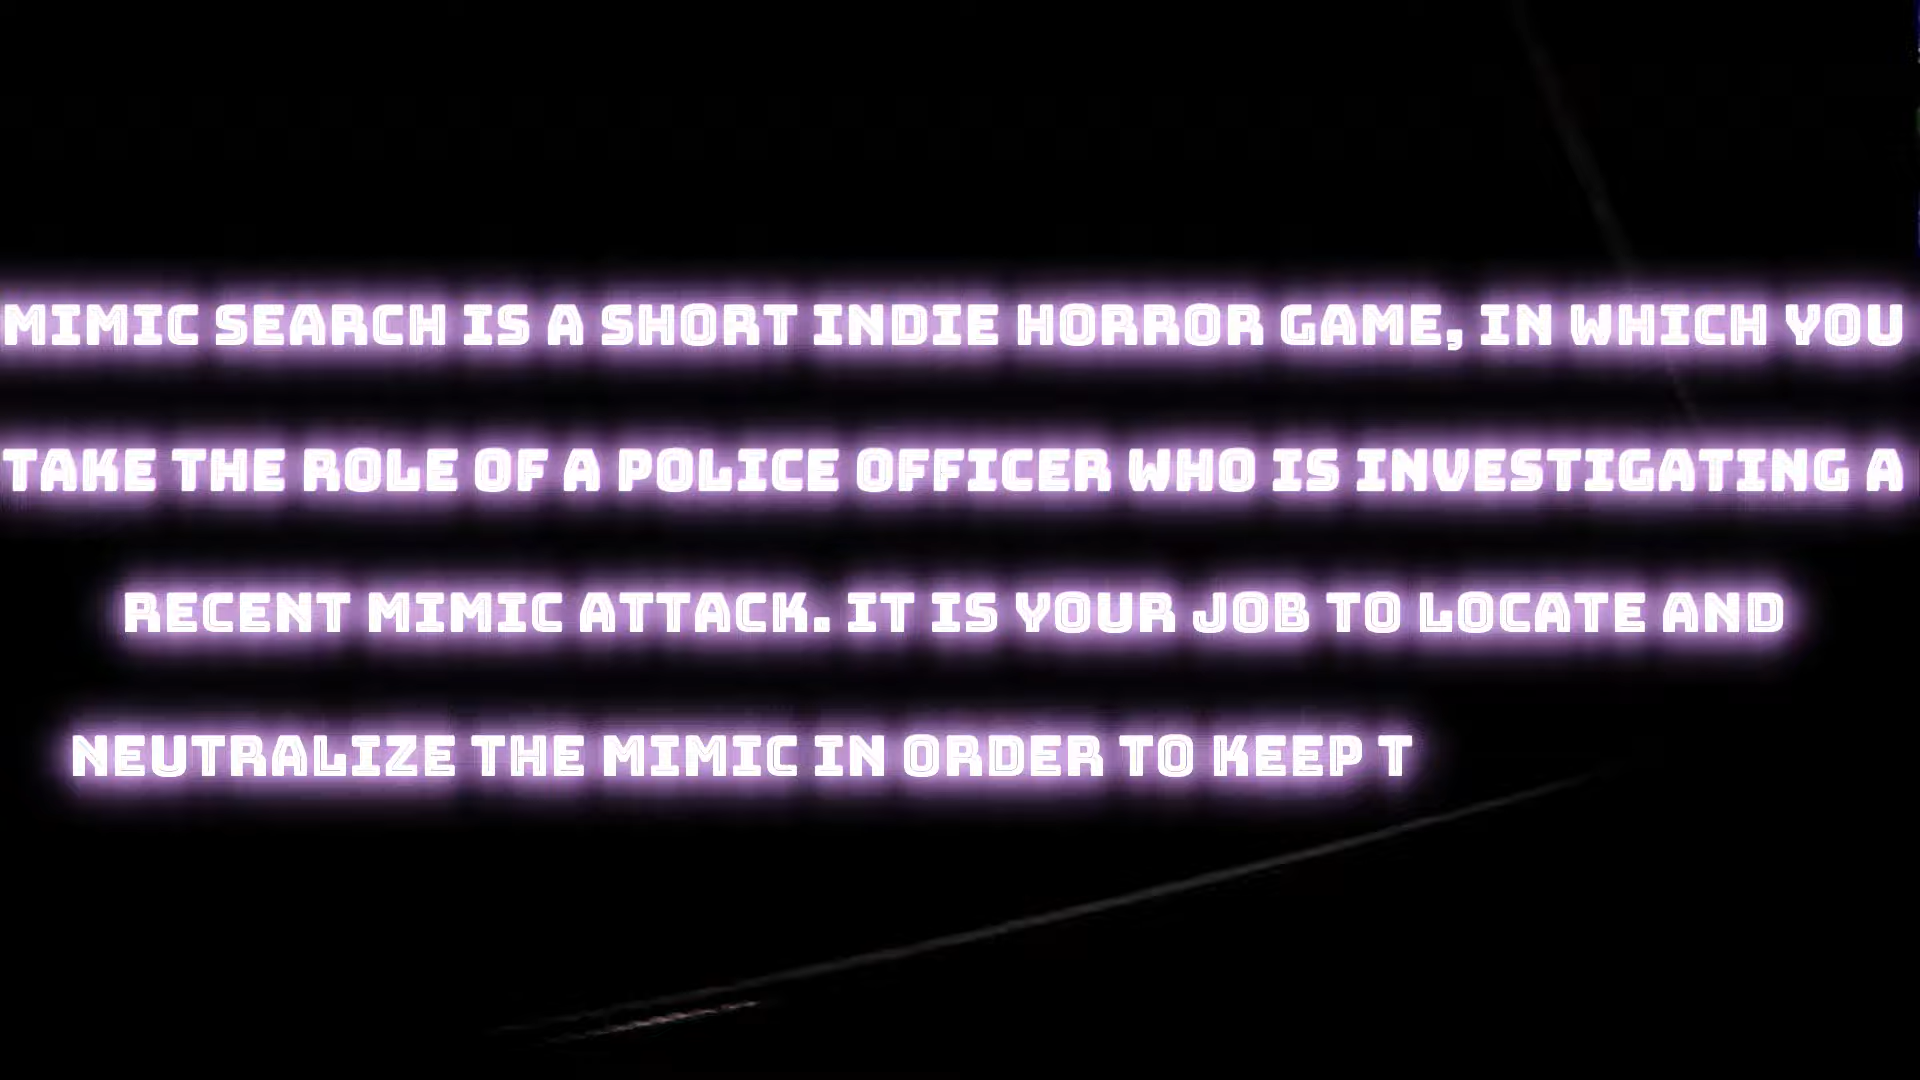 MIMIC SEARCH IS A SHORT INDIE HORROR GAME, IN WHICH YOU
TAKE THE ROLE OF A POLICE OFFICER WHO IS INVESTIGATING A
RECENT MIMIC ATTACK. IT IS YOUR JOB TO LOCATE AND
NEUTRALIZE THE MIMIC IN ORDER TO KEEP T